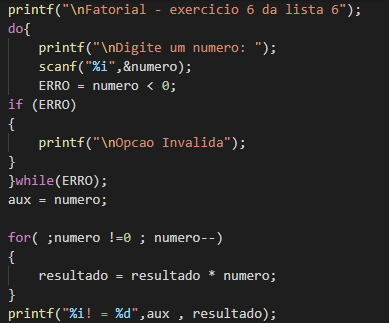 printf("\nFatorial - exercicio 6 da lista 6");
do{
    printf("\nDigite um numero: ");
    scanf("%i",&numero);
    ERRO = numero < 0;
if (ERRO)
{
    printf("\nOpcao Invalida");
}
}while(ERRO);
aux = numero;

for( ;numero !=0 ; numero--)
{
    resultado = resultado * numero;
}
printf("%i! = %d",aux , resultado);